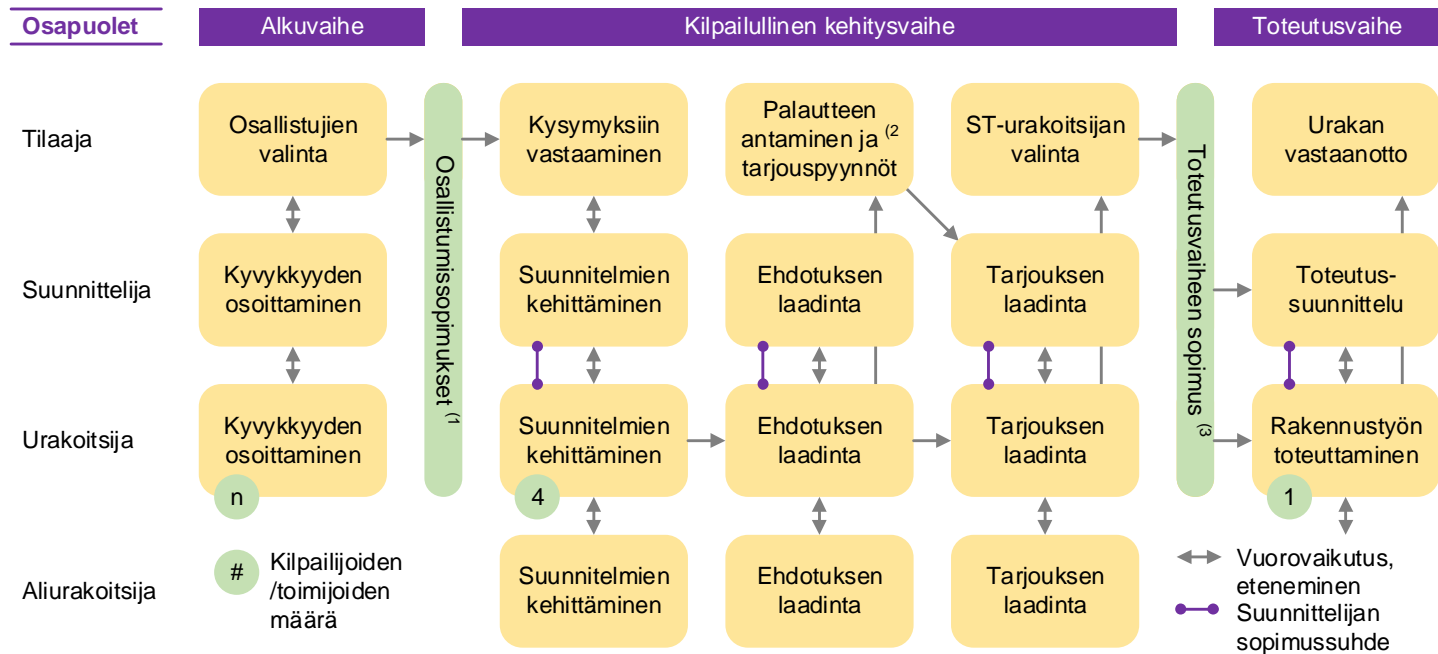 Osapuolet
Alkuvaihe
Kilpailullinen kehitysvaihe
Toteutusvaihe
Tilaaja
Osallistujien
valinta
Kysymyksiin
vastaaminen
Palautteen
antaminen ja (2
tarjouspyynnöt
ST-urakoitsijan
valinta
Urakan
vastaanotto
Osallistumissopimukset (1
Toteutusvaiheen sopimus (3
Suunnittelija
Kyvykkyyden
osoittaminen
Suunnitelmien
kehittäminen
Ehdotuksen
laadinta
Tarjouksen
laadinta
Toteutus-
suunnittelu
Urakoitsija
Kyvykkyyden
osoittaminen
n
Suunnitelmien
kehittäminen
4
Ehdotuksen
laadinta
Tarjouksen
laadinta
Rakennustyön
toteuttaminen
1
Aliurakoitsija
#
Kilpailijoiden
/toimijoiden
määrä
Suunnitelmien
kehittäminen
Ehdotuksen
laadinta
Tarjouksen
laadinta
Vuorovaikutus,
eteneminen
Suunnittelijan
sopimussuhde